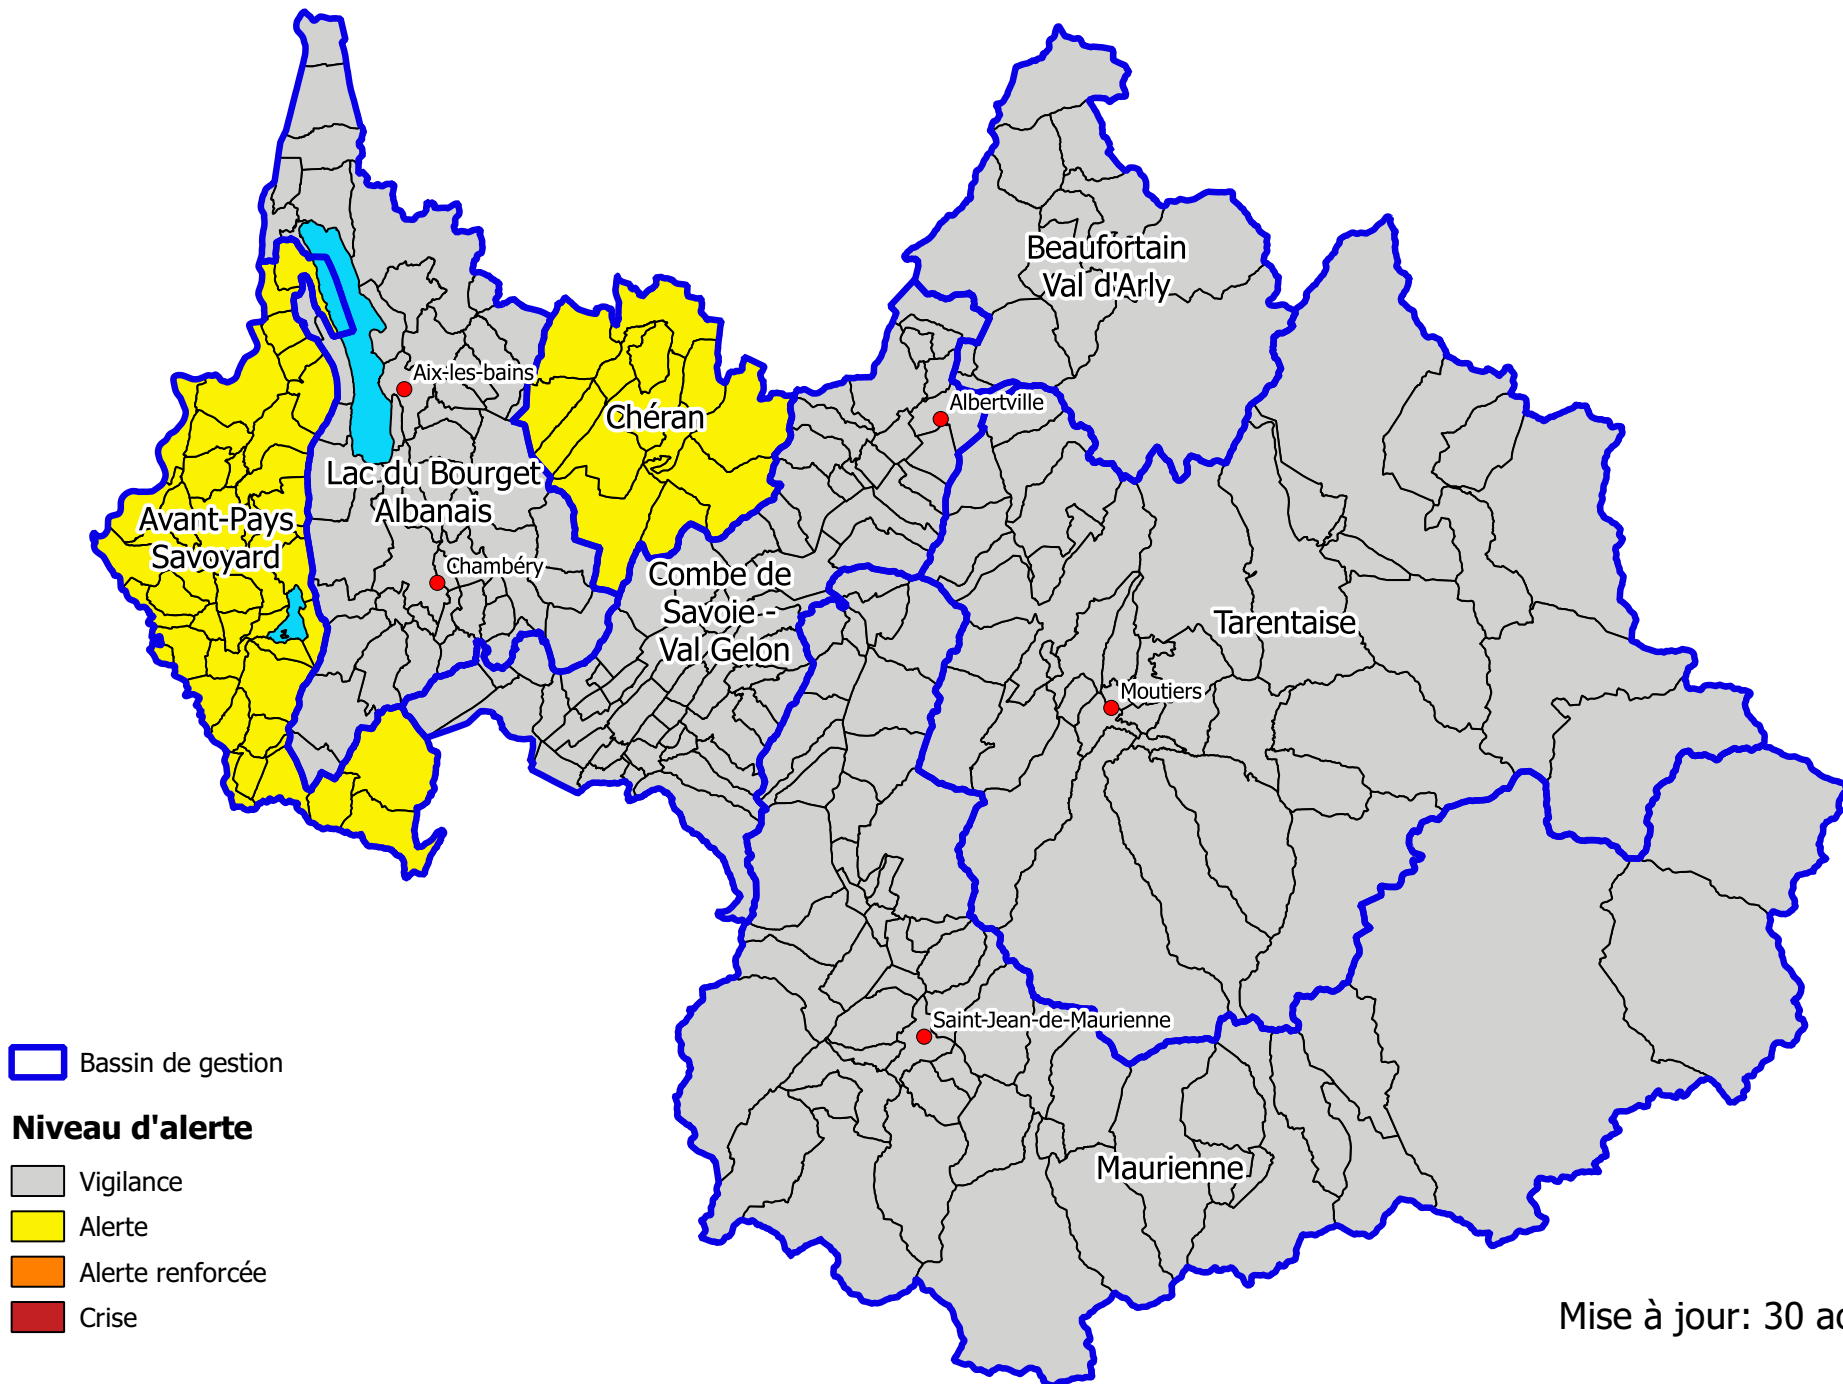 Beaufortain
Val d'Arly
Aix-les-bains
Albertville
Chéran
Lac du Bourget
Albanais
Avant-Pays
Savoyard
Chambéry
Combe de
Savoie -
Val Gelon
Tarentaise
Moutiers
Saint-Jean-de-Maurienne
Maurienne
Bassin de gestion
Niveau d'alerte
Vigilance
Alerte
Alerte renforcée
Crise
Mise à jour: 30